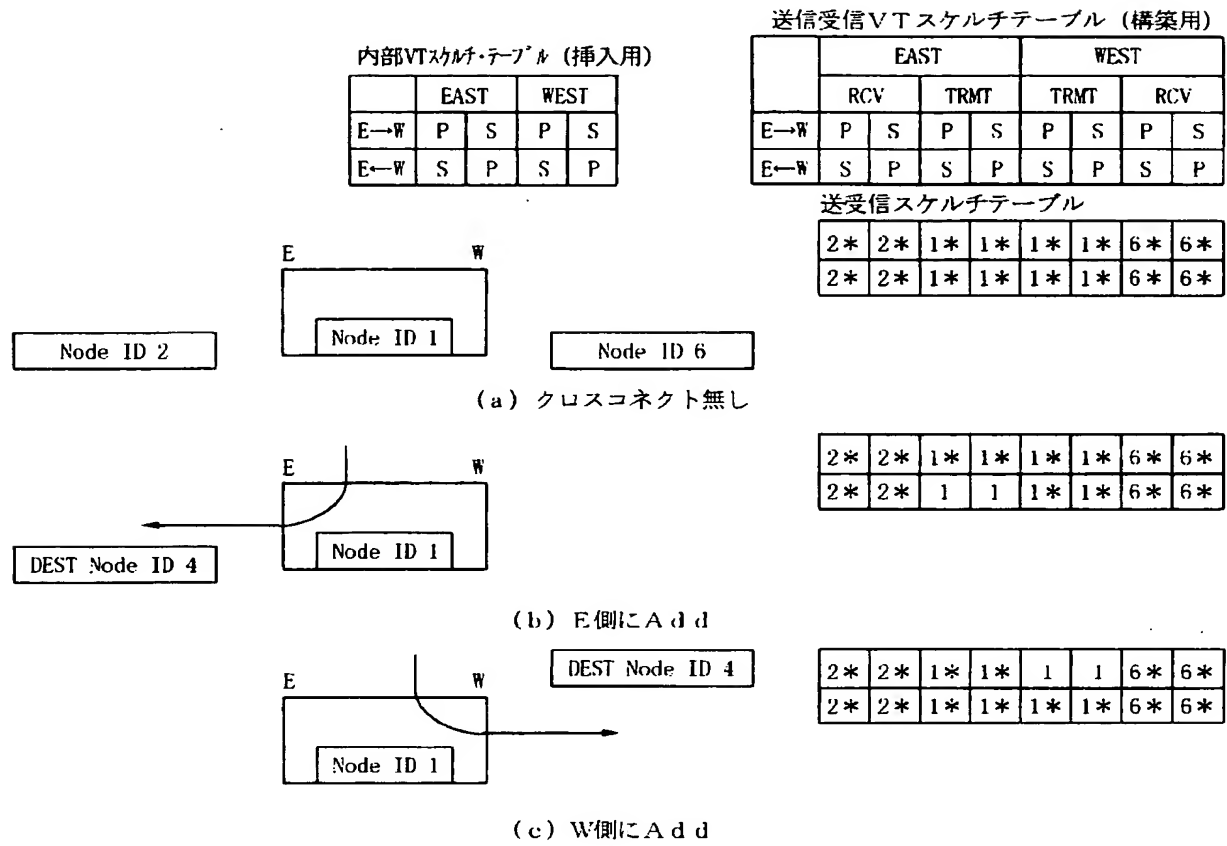 送信受信VTスケルチテーブル (構築用)
内部VTスケルチ・テーブル (挿入用)
EAST WEST
E→W P S P S
E←W S P S P
EAST WEST
RCV TRMT TRMT RCV
E→W P S P S P S P S
E←W S P S P S P S P
送受信スケルチテーブル
2* 2* 1* 1* 1* 1* 6* 6*
2* 2* 1* 1* 1* 1* 6* 6*
E W
Node ID 1
Node ID 2
Node ID 6
(a) クロスコネクト無し
2* 2* 1* 1* 1* 1* 6* 6*
2* 2* 1 1 1* 1* 6* 6*
E W
Node ID 1
DEST Node ID 4
(b) E側にAdd
DEST Node ID 4
2* 2* 1* 1* 1 1 6* 6*
2* 2* 1* 1* 1* 1* 6* 6*
E W
Node ID 1
(c) W側にAdd